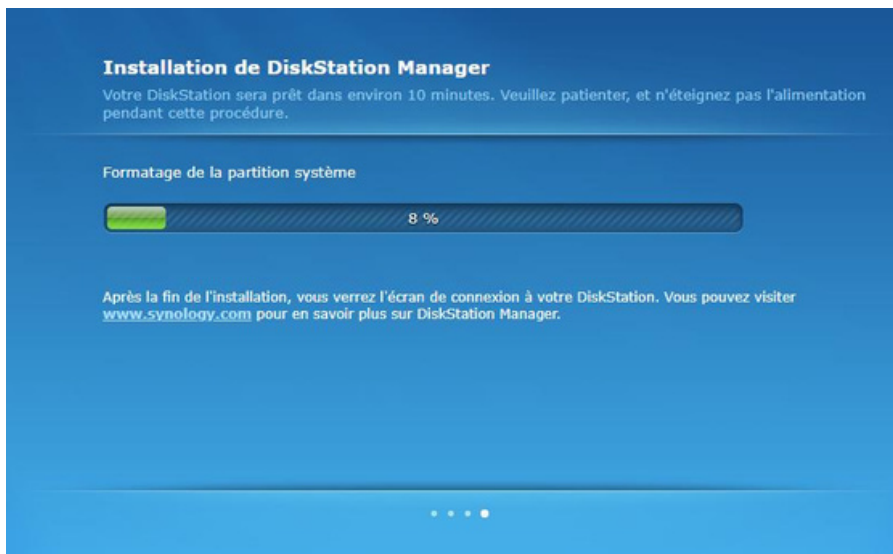 Installation de DiskStation Manager
Votre DiskStation sera prêt dans environ 10 minutes. Veuillez patienter, et n'éteignez pas l'alimentation
pendant cette procédure.
Formatage de la partition système
8 %
Après la fin de l'installation, vous verrez l'écran de connexion à votre DiskStation. Vous pouvez visiter
www.synology.com pour en savoir plus sur DiskStation Manager.